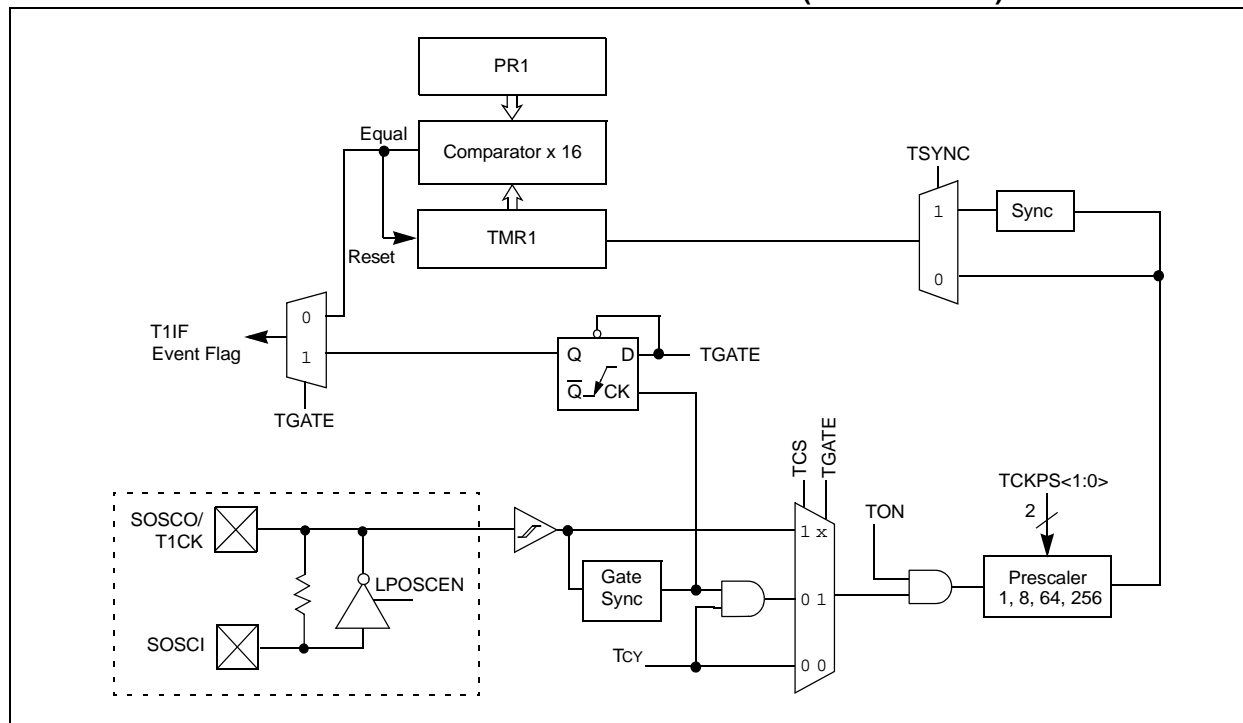 PR1
Equal
Comparator x 16
TSYNC
1
Sync
TMR1
Reset
0
0
T1IF
Event Flag
1
Q
D
TGATE
Q
CK
TGATE
TCS
TGATE
TCKPS<1:0>
SOSCO/
T1CK
2
TON
1 x
LPOSCEN
Gate
Sync
Prescaler
1, 8, 64, 256
0 1
SOSCI
TCY
0 0